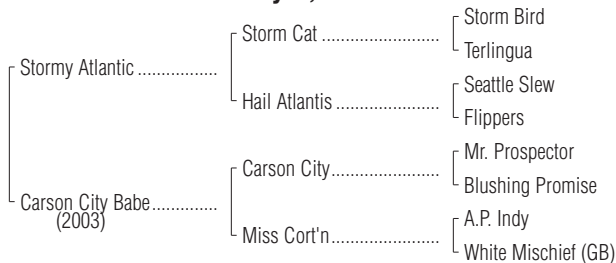 Storm Bird
Storm Cat ........................
Terlingua
Stormy Atlantic .................
Seattle Slew
Hail Atlantis .....................
Flippers
Mr. Prospector
Carson City......................
Blushing Promise
Carson City Babe..............
(2003)
A.P. Indy
Miss Cort'n.......................
White Mischief (GB)